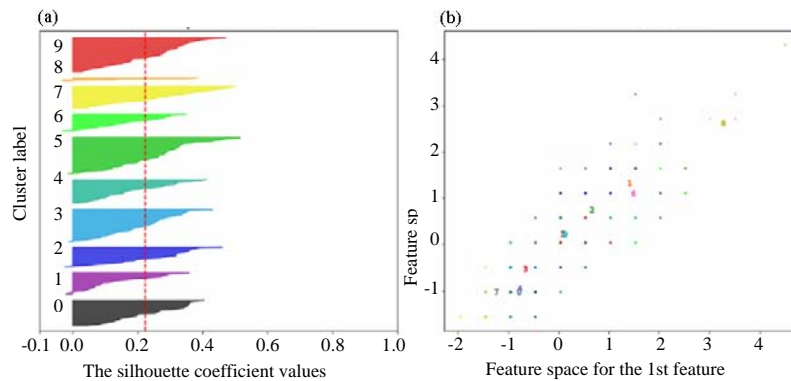 (a)
9
8
7
6
5
4
3
2
1
0
Cluster label
-0.1 0.0 0.2 0.4 0.6 0.8 1.0
The silhouette coefficient values
(b)
4
3
2
1
0
-1
Feature sp
-2 -1 0 1 2 3 4
Feature space for the 1st feature